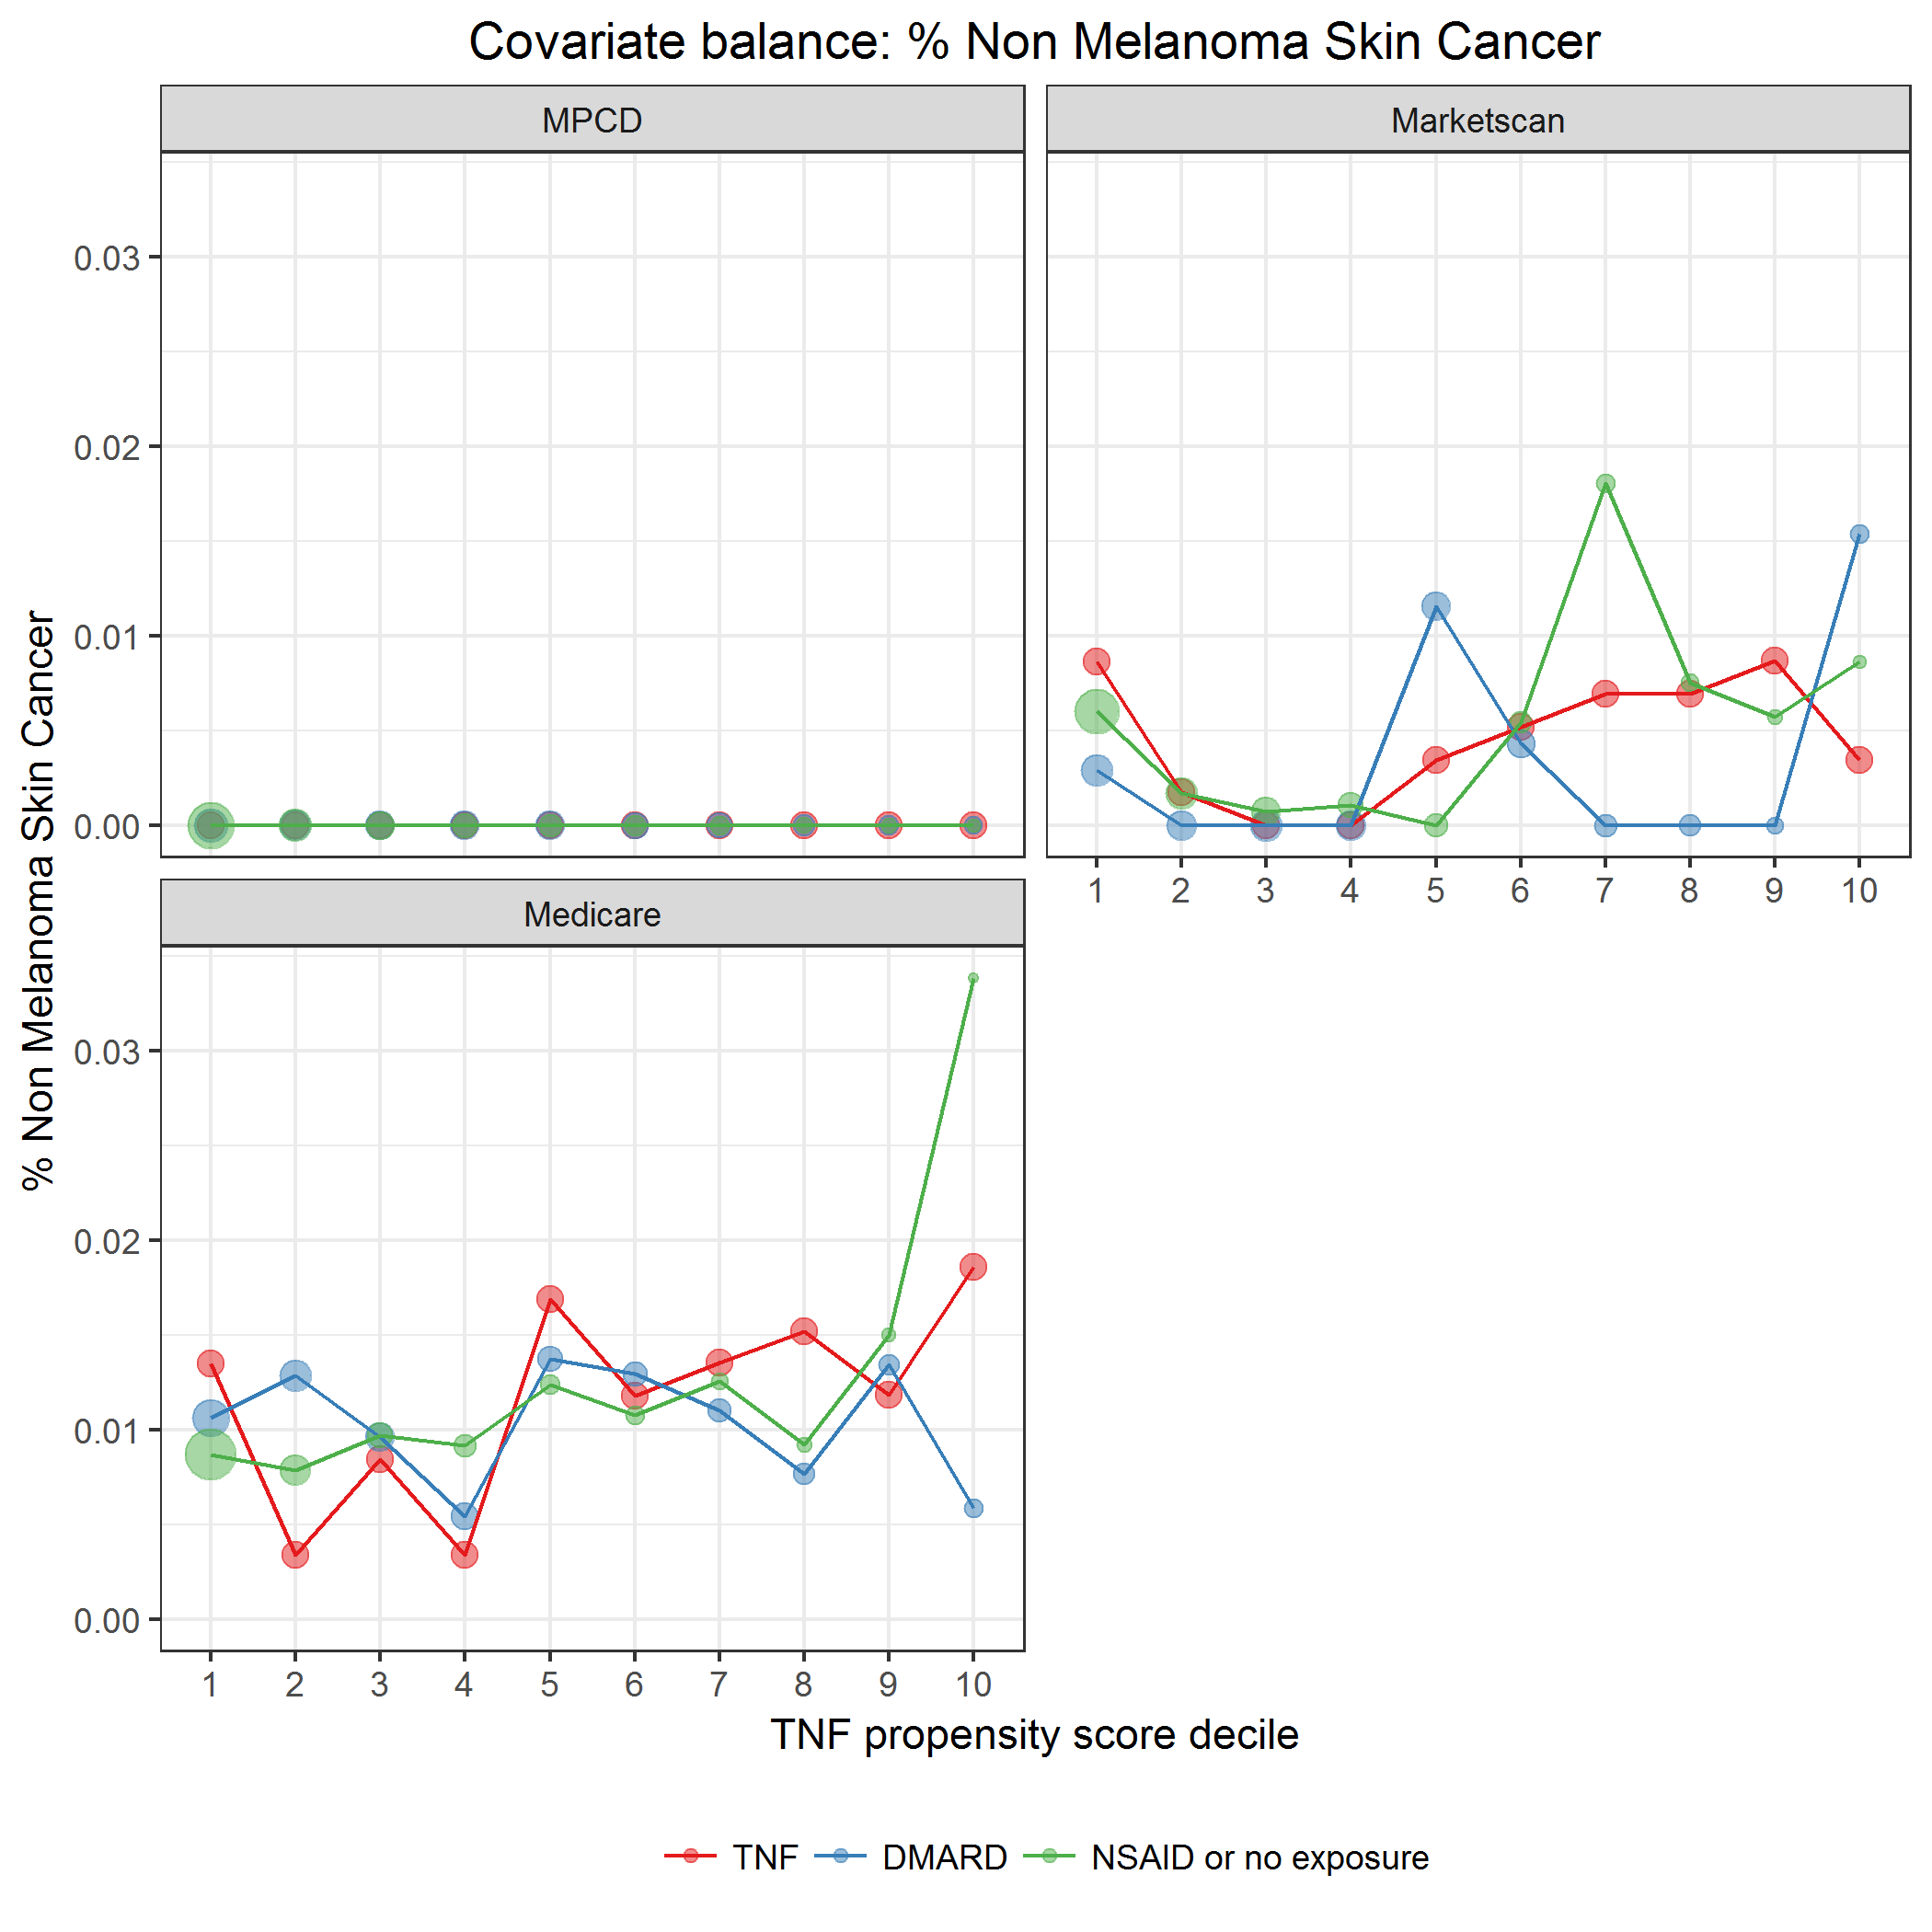 Covariate balance: % Non Melanoma Skin Cancer
MPCD
Marketscan
0.03
0.02
0.01
0.00
1 2 3 4 5 6 7 8 9 10
Medicare
0.03
0.02
0.01
0.00
1 2 3 4 5 6 7 8 9 10
% Non Melanoma Skin Cancer
TNF propensity score decile
TNF DMARD NSAID or no exposure